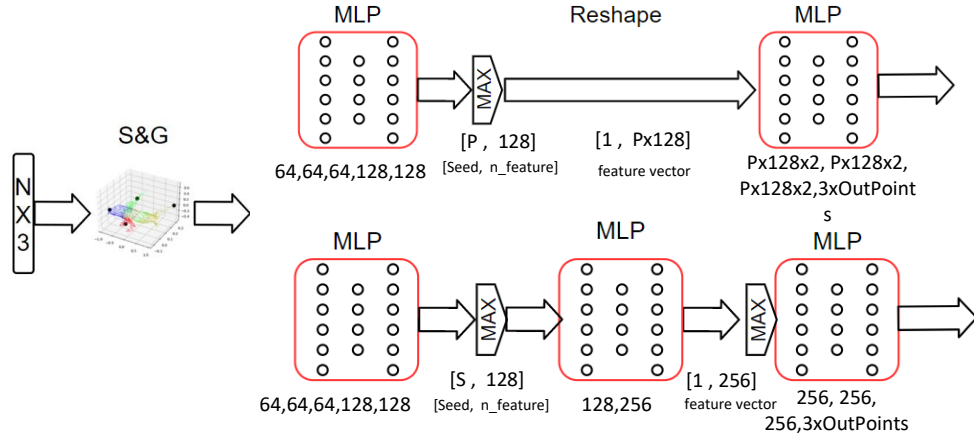 MLP
Reshape
MLP
MAX
S&G
[P, 128]
[Seed, n_feature]
[1, Px128]
feature vector
64,64,64,128,128
Px128x2, Px128x2,
Px128x2,3xOutPoint
s
N
X
3
MLP
MLP
MLP
MAX
MAX
[S, 128]
[Seed, n_feature]
[1, 256]
feature vector
64,64,64,128,128
128,256
256, 256,
256,3xOutPoints